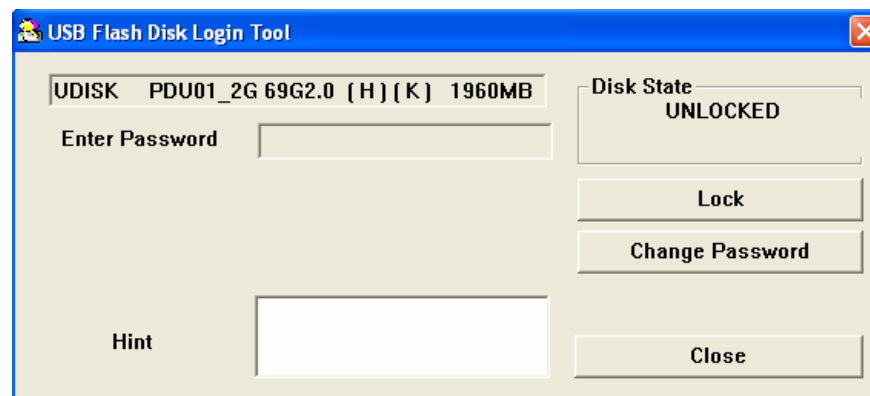 USB Flash Disk Login Tool
UDISK PDU01_2G 69G2.0 (H)(K) 1960MB
Disk State
UNLOCKED
Enter Password
Lock
Change Password
Hint
Close